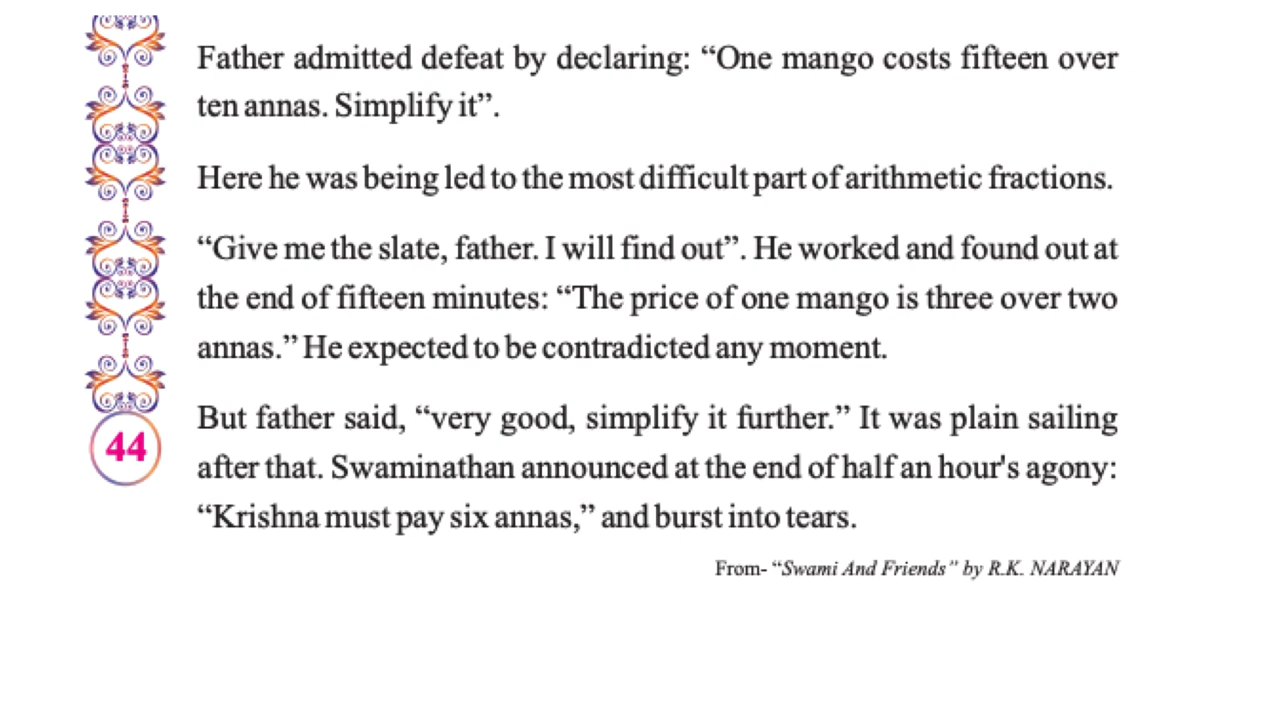 Father admitted defeat by declaring: “One mango costs fifteen over
ten annas. Simplify it”.
Here he was being led to the most difficult part of arithmetic fractions.
“Give me the slate, father. I will find out”. He worked and found out at
the end of fifteen minutes: “The price of one mango is three over two
annas.” He expected to be contradicted any moment.
But father said, “very good, simplify it further.” It was plain sailing
after that. Swaminathan announced at the end of half an hour's agony:
“Krishna must pay six annas,” and burst into tears.
From- “Swami And Friends” by R.K. NARAYAN
44